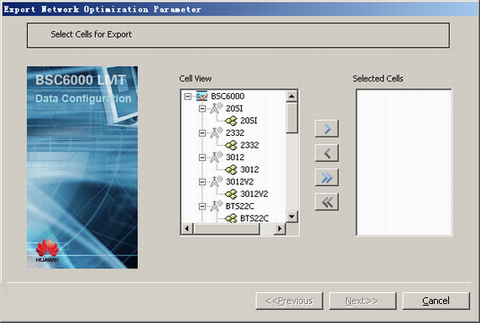 Export Network Optimization Parameter
Select Cells for Export
BSC6000 LMT
Data Configuration
HUAWEI
Cell View
BSC6000
20SI
20SI
2332
2332
3012
3012
3012V2
3012V2
BTS22C
BTS22C
Selected Cells
<<Previous
Next>>
Cancel